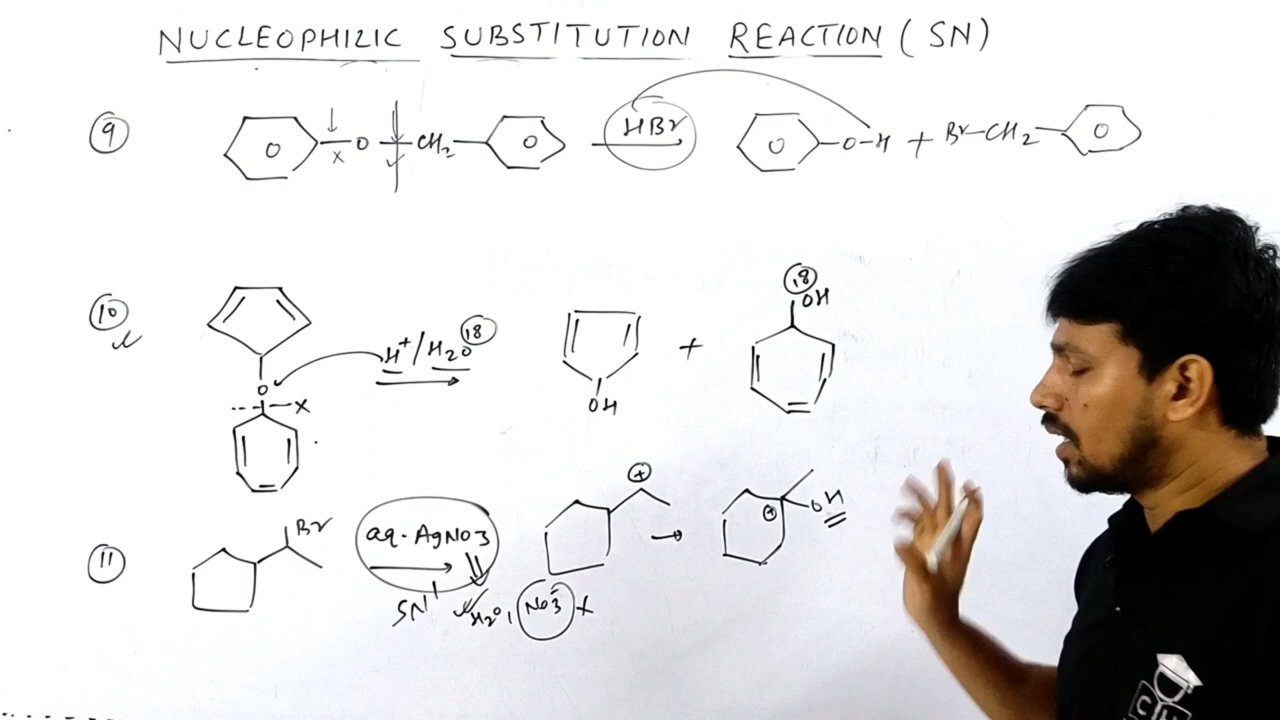 NUCLEOPHILIC SUBSTITUTION REACTION (SN)
9 O x O CH2 O HBr O O-H + Br-CH2 O
10 O X H+/H2O 18 OH + 18 OH
11 Br aq. AgNO3 SN1 H2O, NO3- x + → + OH